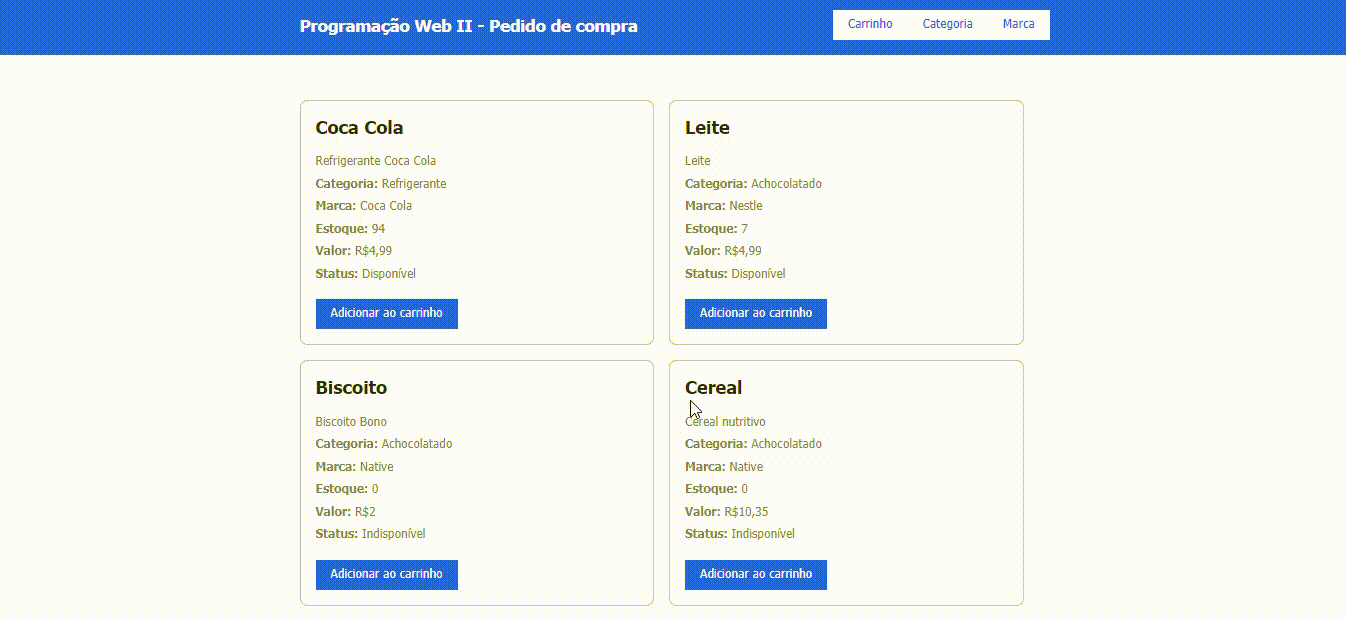 Programação Web II - Pedido de compra
Carrinho Categoria Marca
Coca Cola
Refrigerante Coca Cola
Categoria: Refrigerante
Marca: Coca Cola
Estoque: 94
Valor: R$4,99
Status: Disponível
Adicionar ao carrinho
Leite
Leite
Categoria: Achocolatado
Marca: Nestle
Estoque: 7
Valor: R$4,99
Status: Disponível
Adicionar ao carrinho
Biscoito
Biscoito Bono
Categoria: Achocolatado
Marca: Native
Estoque: 0
Valor: R$2
Status: Indisponível
Adicionar ao carrinho
Cereal
Cereal nutritivo
Categoria: Achocolatado
Marca: Native
Estoque: 0
Valor: R$10,35
Status: Indisponível
Adicionar ao carrinho